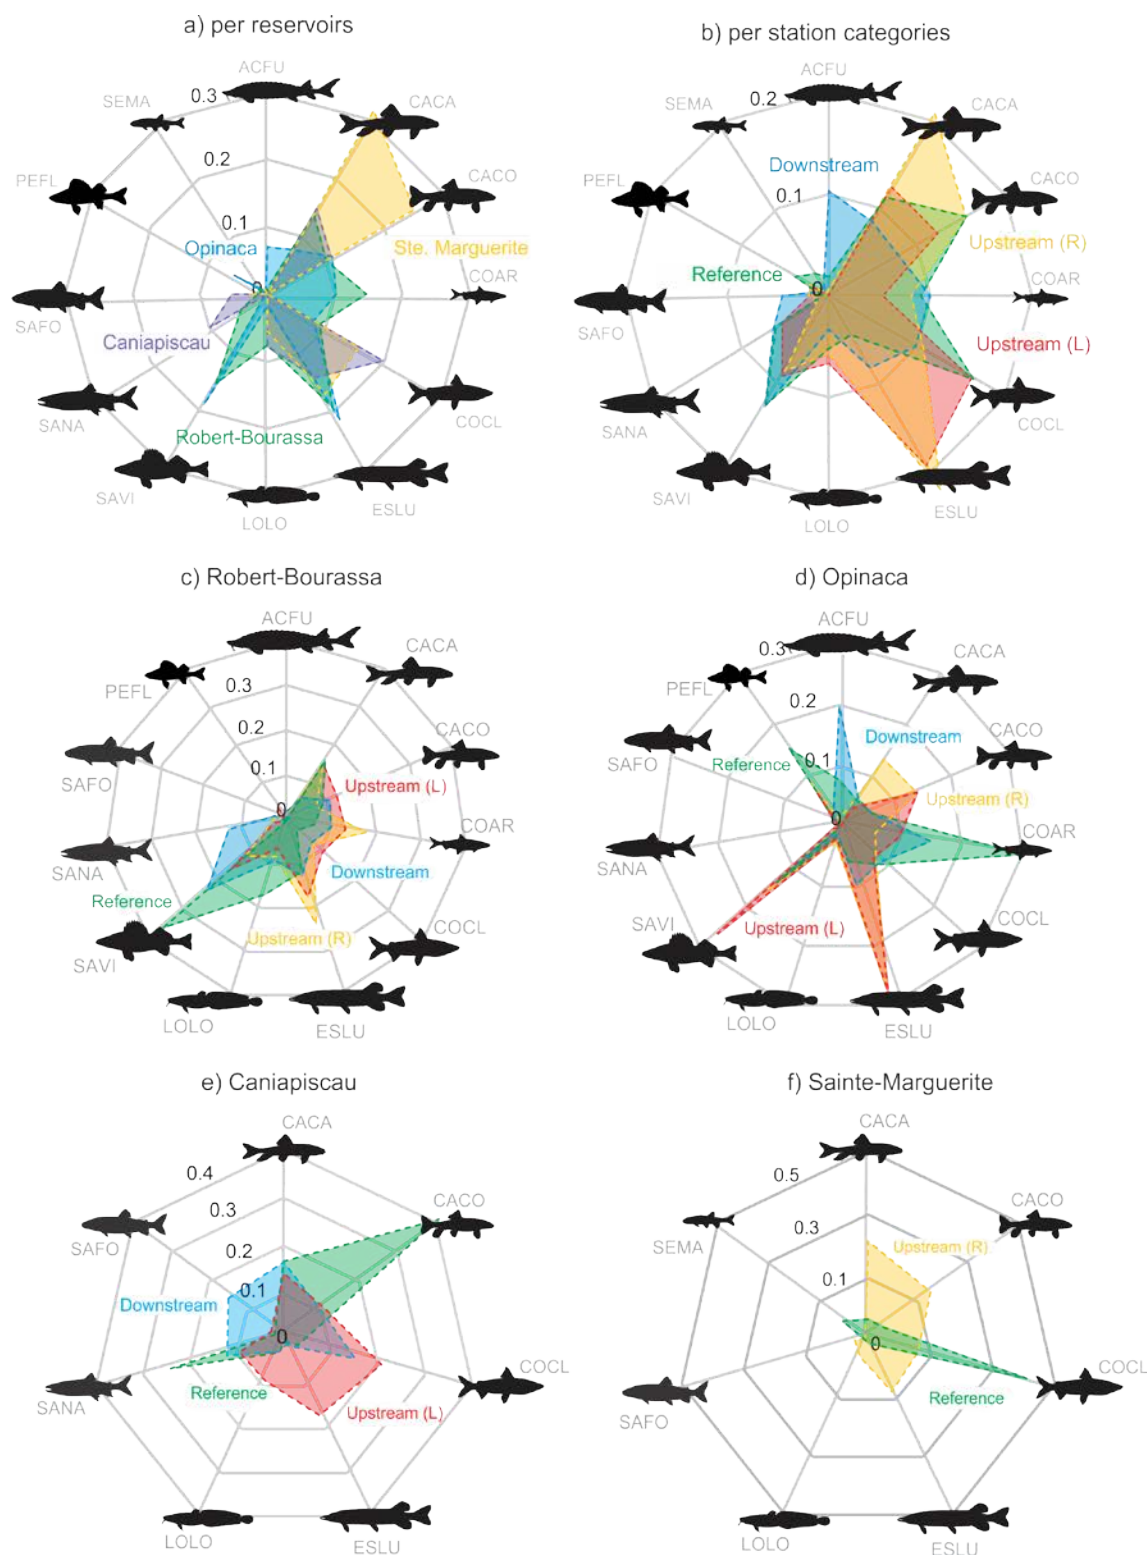 a) per reservoirs
b) per station categories
ACFU
0.3
SEMA
CACA
0.2
PEFL
CACO
0.1
Opinaca
Ste. Marguerite
COAR
0
SAFO
Caniapiscau
SANA
COCL
Robert-Bourassa
SAVI
LOLO
ESLU
ACFU
0.2
SEMA
CACA
Downstream
PEFL
CACO
0.1
Upstream (R)
Reference
COAR
0
SAFO
Upstream (L)
SANA
COCL
SAVI
LOLO
ESLU
c) Robert-Bourassa
d) Opinaca
ACFU
CACA
PEFL
0.3
CACO
0.2
SAFO
0.1
Upstream (L)
0
COAR
SANA
Downstream
Reference
Upstream (R)
COCL
SAVI
LOLO
ESLU
ACFU
0.3
CACA
PEFL
0.2
CACO
Downstream
SAFO
0.1
Reference
Upstream (R)
0
COAR
SANA
COCL
SAVI
Upstream (L)
LOLO
ESLU
e) Caniapiscau
f) Sainte-Marguerite
CACA
0.4
CACO
0.3
SAFO
0.2
0.1
Downstream
0
COCL
SANA
Reference
Upstream (L)
LOLO
ESLU
CACA
0.5
CACO
0.3
SEMA
Upstream (R)
0.1
0
COCL
SAFO
Reference
LOLO
ESLU